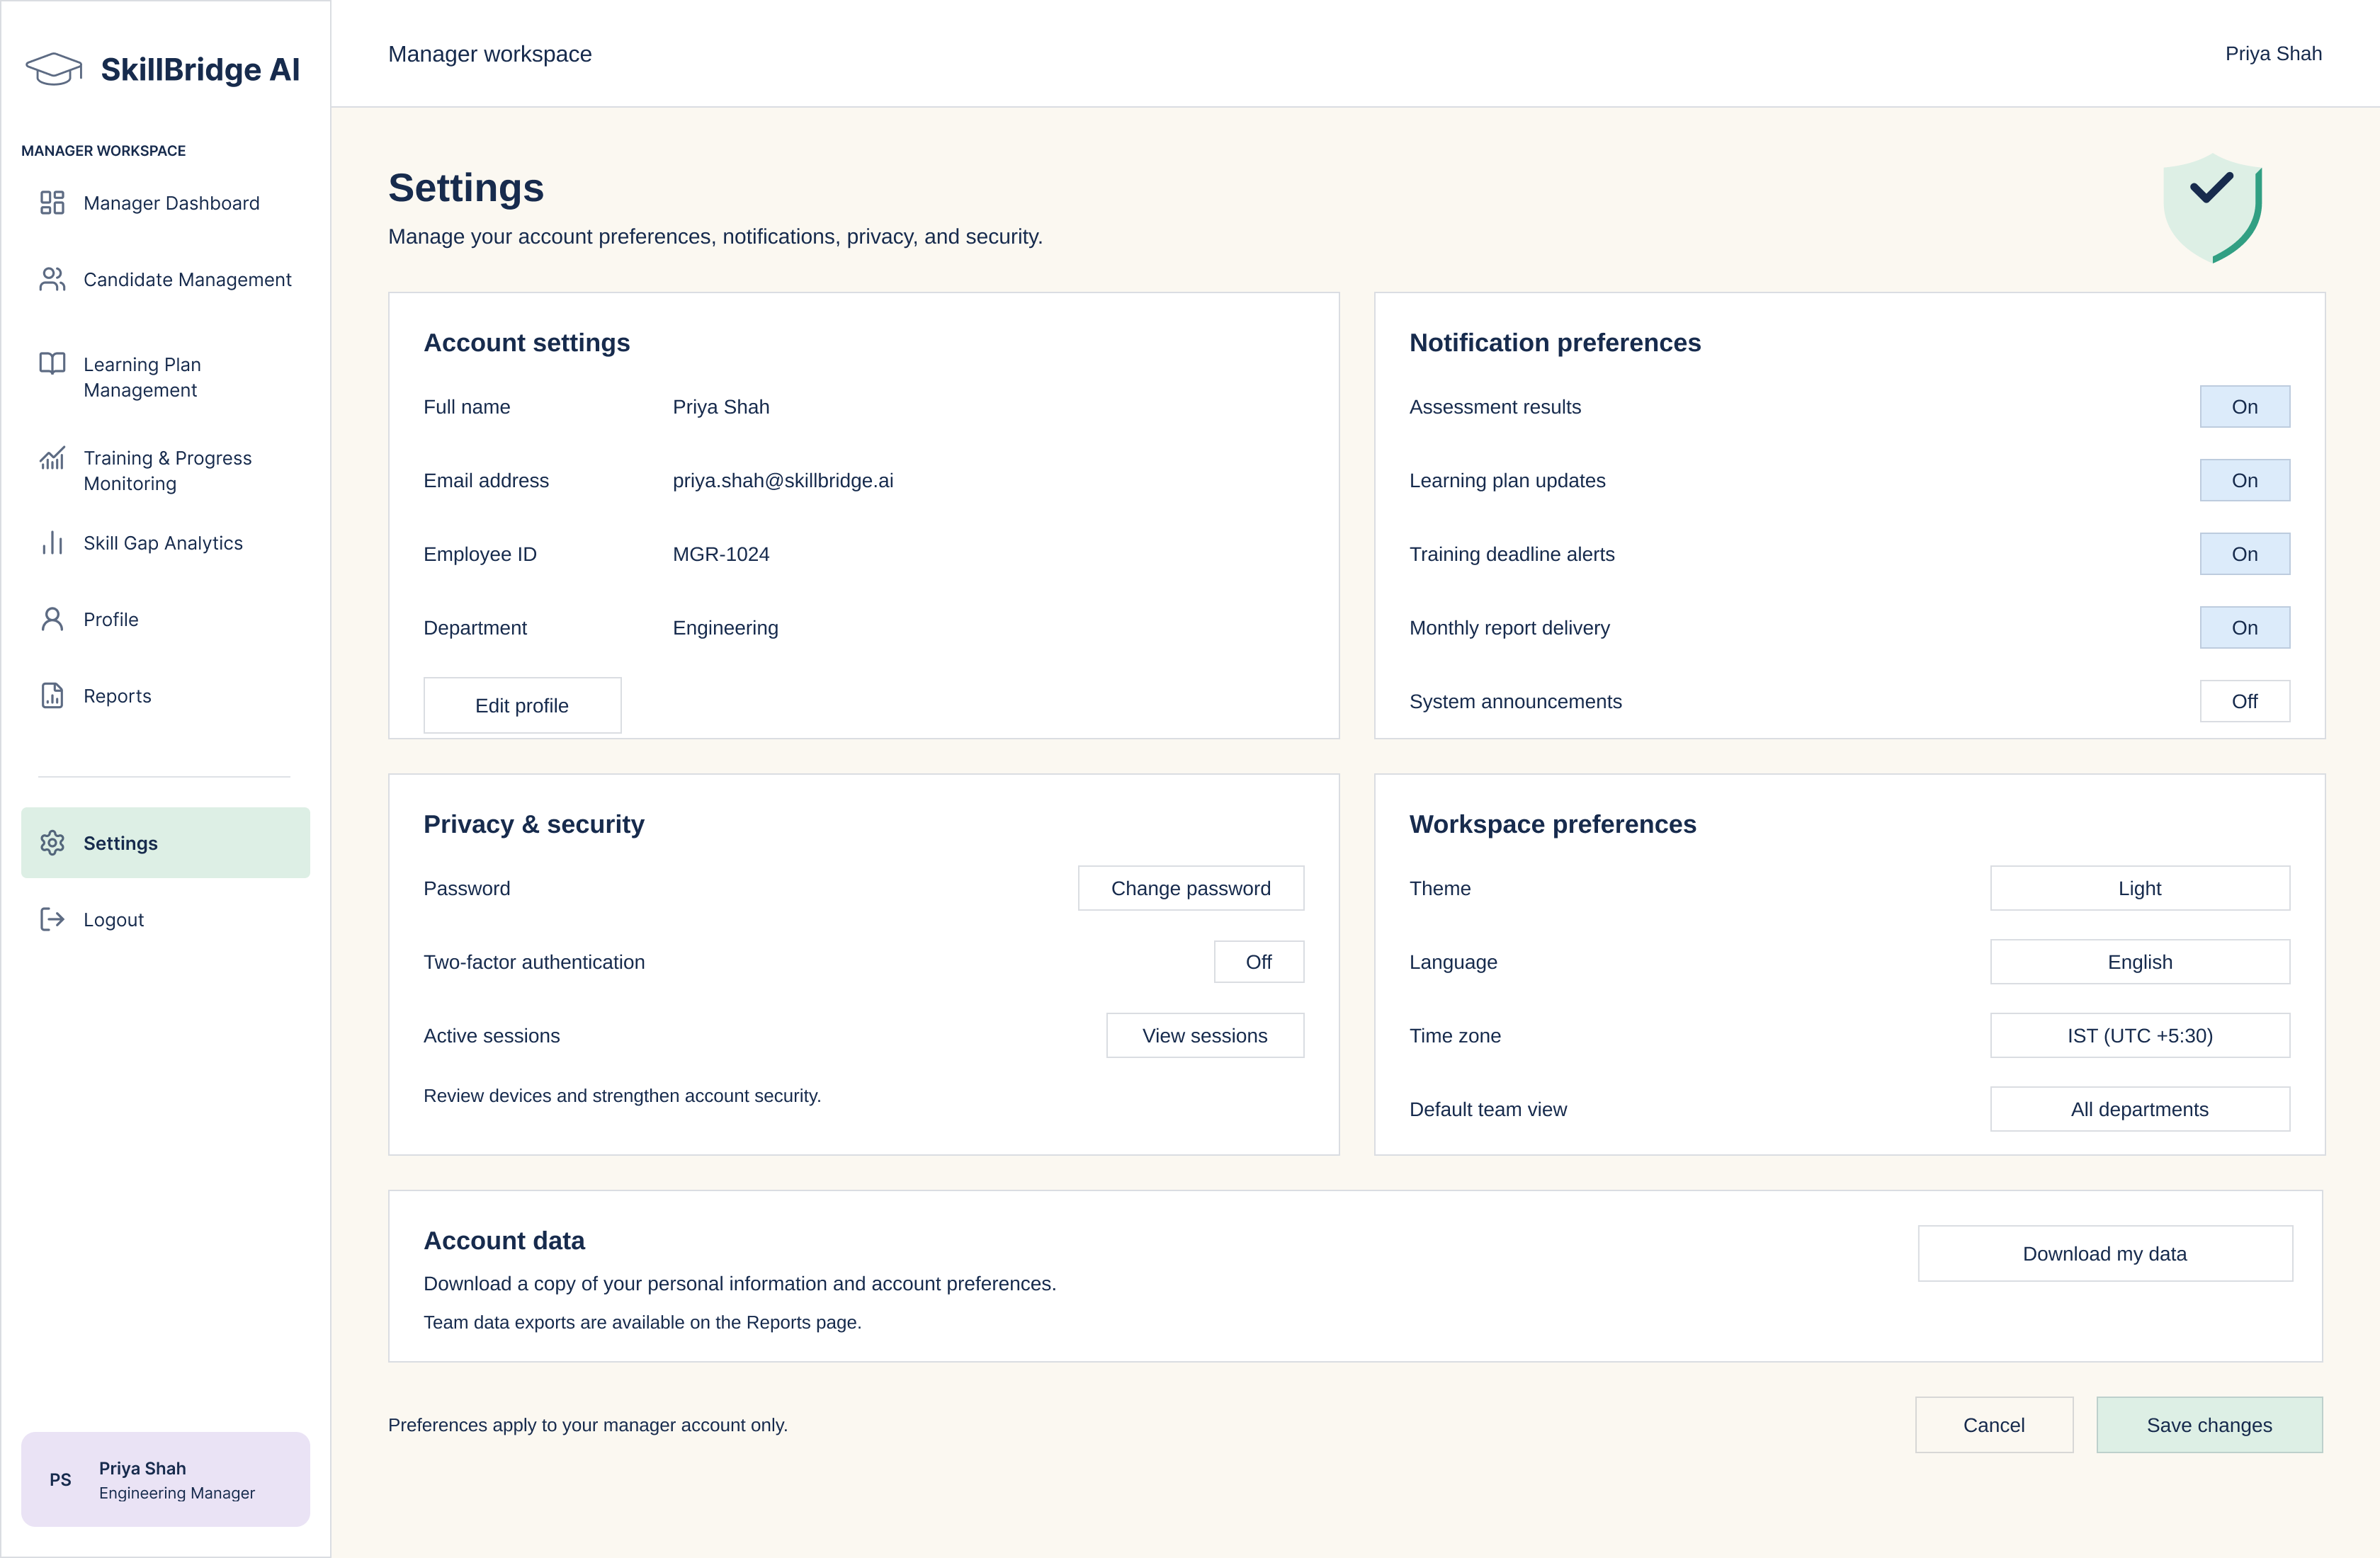 SkillBridge AI
MANAGER WORKSPACE
Manager Dashboard
Candidate Management
Learning Plan
Management
Training & Progress
Monitoring
Skill Gap Analytics
Profile
Reports
Settings
Logout
PS
Priya Shah
Engineering Manager
Manager workspace
Priya Shah
Settings
Manage your account preferences, notifications, privacy, and security.
Account settings
Full name Priya Shah
Email address priya.shah@skillbridge.ai
Employee ID MGR-1024
Department Engineering
Edit profile
Notification preferences
Assessment results On
Learning plan updates On
Training deadline alerts On
Monthly report delivery On
System announcements Off
Privacy & security
Password Change password
Two-factor authentication Off
Active sessions View sessions
Review devices and strengthen account security.
Workspace preferences
Theme Light
Language English
Time zone IST (UTC +5:30)
Default team view All departments
Account data
Download a copy of your personal information and account preferences.
Team data exports are available on the Reports page.
Download my data
Preferences apply to your manager account only.
Cancel
Save changes